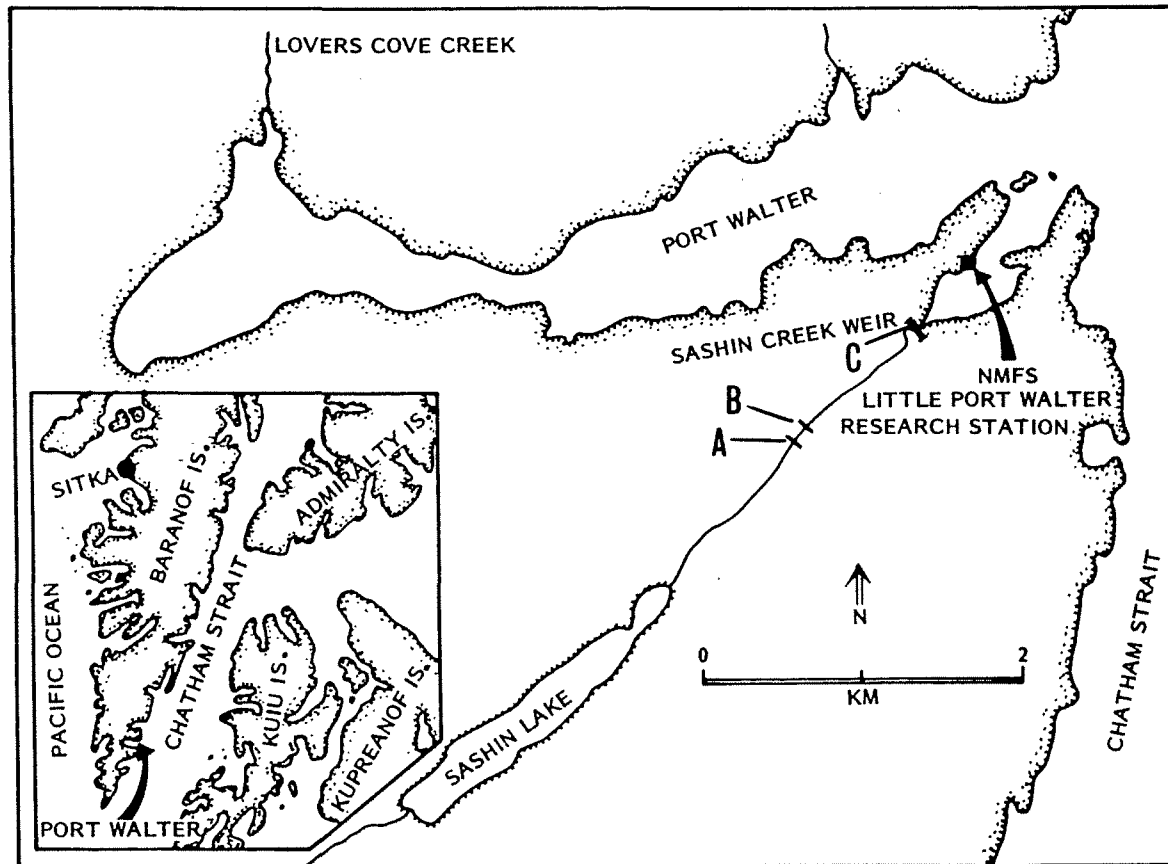 LOVERS COVE CREEK
PORT WALTER
SASHIN CREEK WEIR
C
B
A
NMFS
LITTLE PORT WALTER
RESEARCH STATION
N
0 2
KM
SASHIN LAKE
CHATHAM STRAIT
SITKA
BARANOF IS.
ADMIRALTY IS.
PACIFIC OCEAN
CHATHAM STRAIT
KUIU IS.
KUPREANOF IS.
PORT WALTER